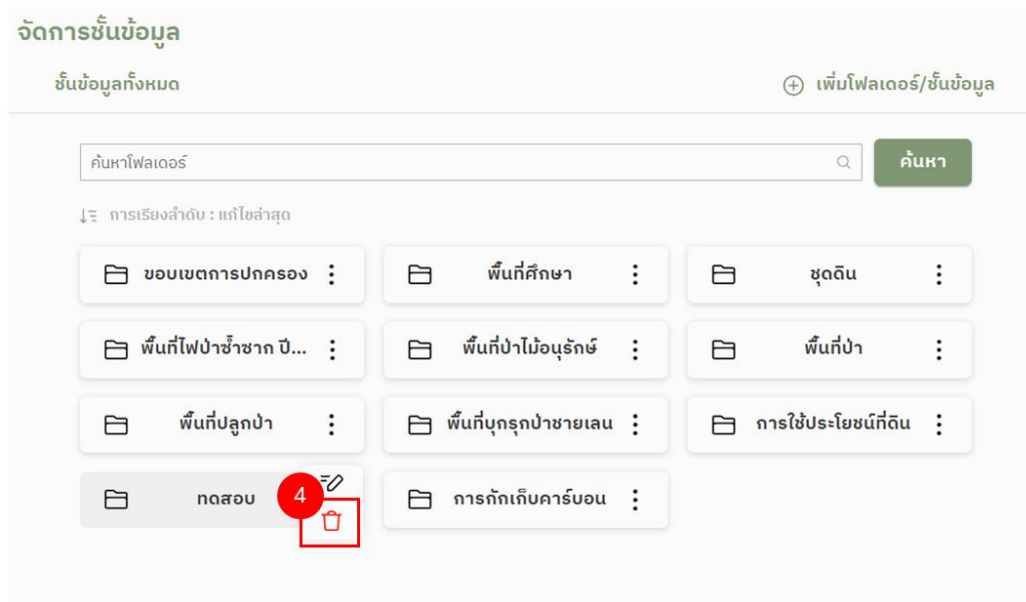 จัดการชั้นข้อมูล
ชั้นข้อมูลทั้งหมด
เพิ่มโฟลเดอร์/ชั้นข้อมูล
ค้นหาโฟลเดอร์
ค้นหา
การเรียงลำดับ : แก้ไขล่าสุด
ขอบเขตการปกครอง
พื้นที่ศึกษา
ชุดดิน
พื้นที่ไฟป่าซ้ำซาก ปี...
พื้นที่ป่าไม้อนุรักษ์
พื้นที่ป่า
พื้นที่ปลูกป่า
พื้นที่บุกรุกป่าชายเลน
การใช้ประโยชน์ที่ดิน
ทดสอบ
4
การกักเก็บคาร์บอน